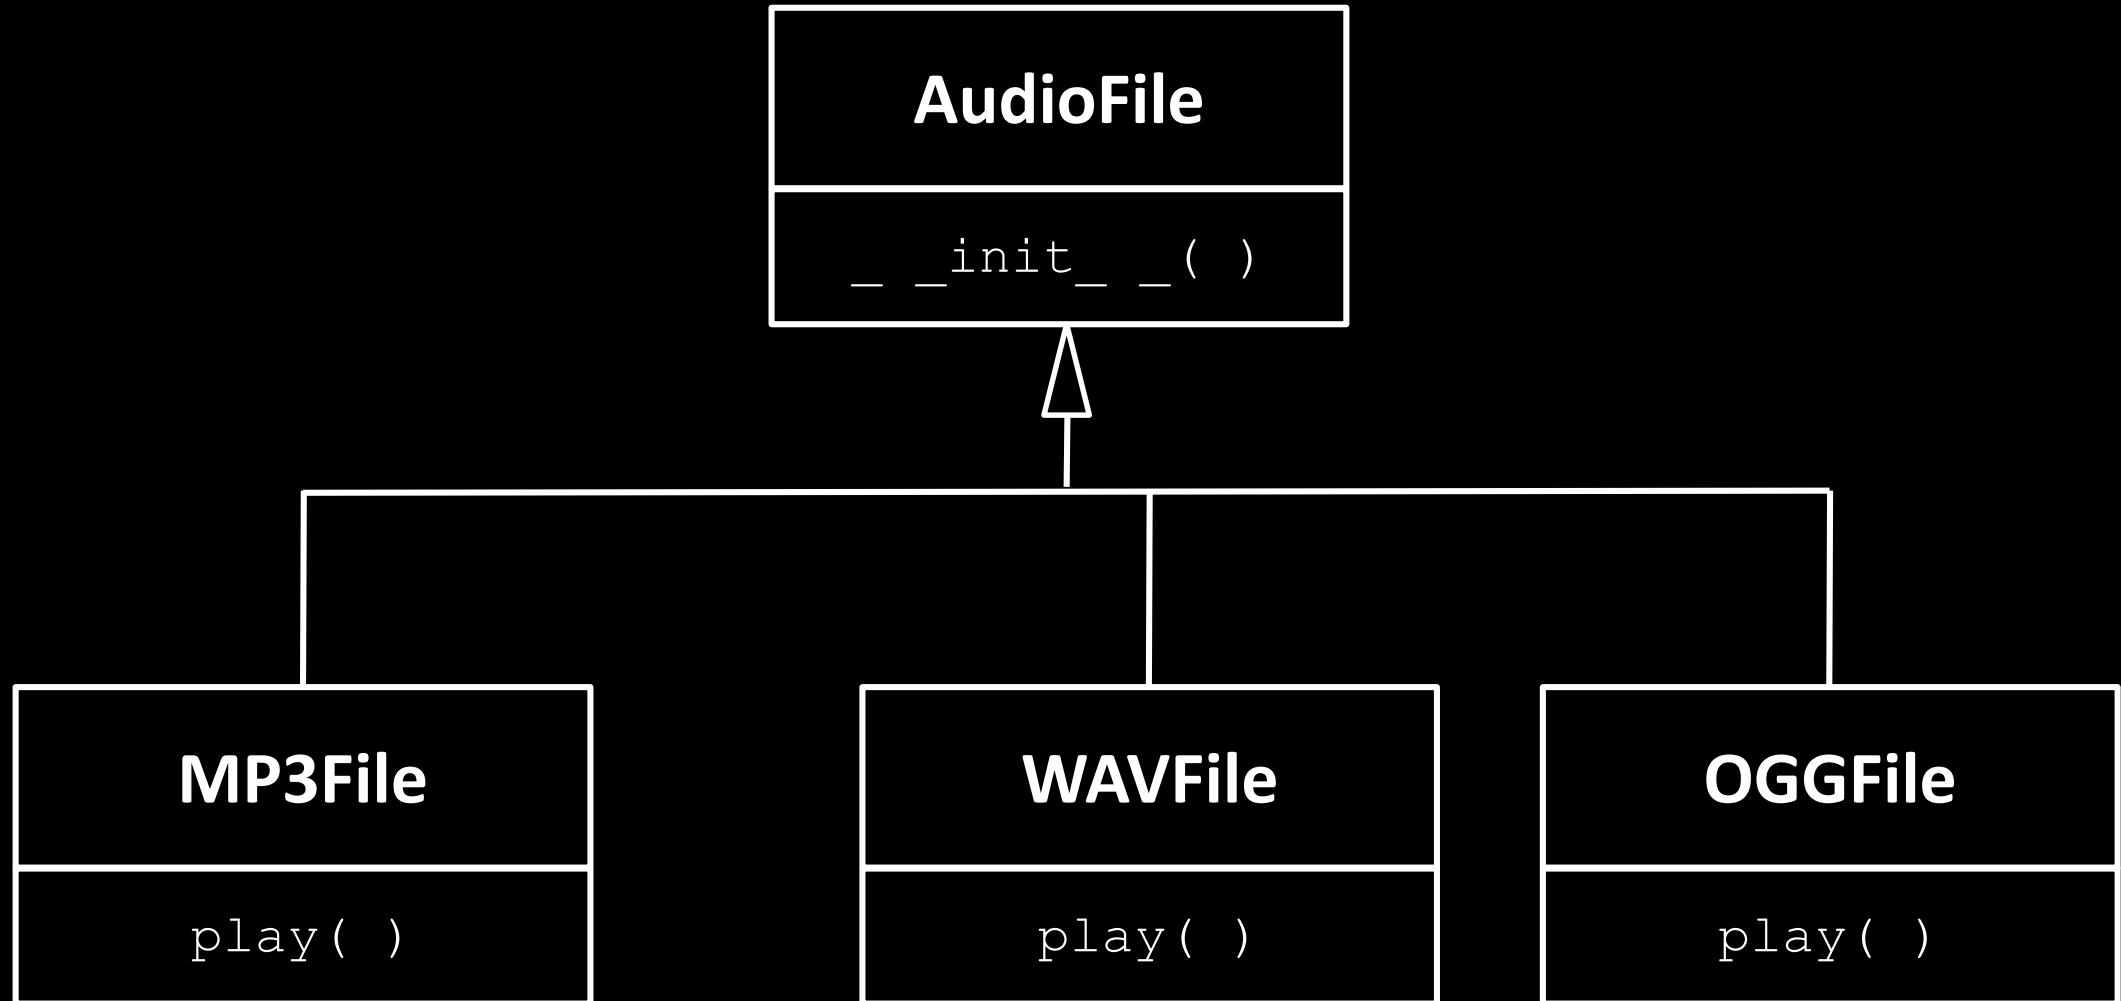 AudioFile
_ _init_ _( )
MP3File
WAVFile
OGGFile
play( )
play( )
play( )